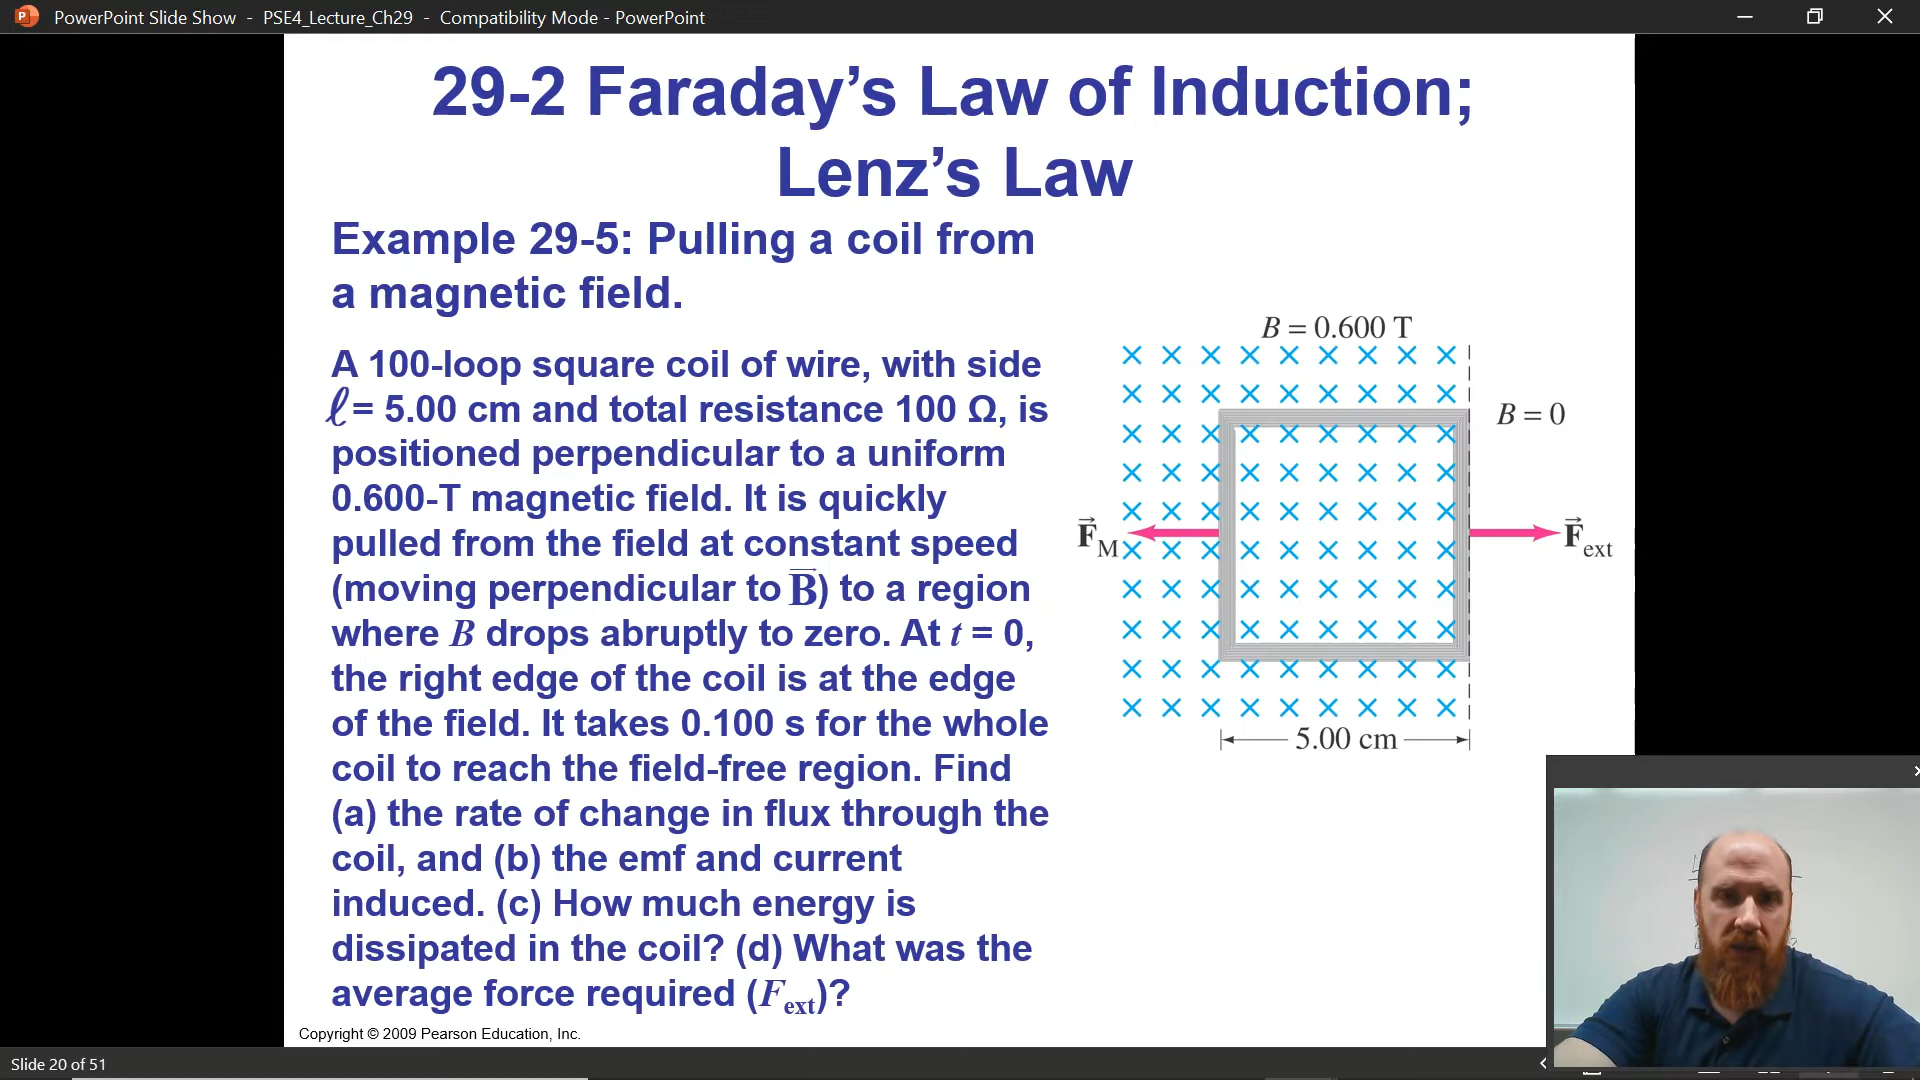 PowerPoint Slide Show - PSE4_Lecture_Ch29 - Compatibility Mode - PowerPoint
29-2 Faraday’s Law of Induction;
Lenz’s Law
Example 29-5: Pulling a coil from
a magnetic field.
A 100-loop square coil of wire, with side
ℓ = 5.00 cm and total resistance 100 Ω, is
positioned perpendicular to a uniform
0.600-T magnetic field. It is quickly
pulled from the field at constant speed
(moving perpendicular to B⃗) to a region
where B drops abruptly to zero. At t = 0,
the right edge of the coil is at the edge
of the field. It takes 0.100 s for the whole
coil to reach the field-free region. Find
(a) the rate of change in flux through the
coil, and (b) the emf and current
induced. (c) How much energy is
dissipated in the coil? (d) What was the
average force required (F_ext)?
B = 0.600 T
B = 0
F⃗_M
F⃗_ext
5.00 cm
Copyright © 2009 Pearson Education, Inc.
Slide 20 of 51